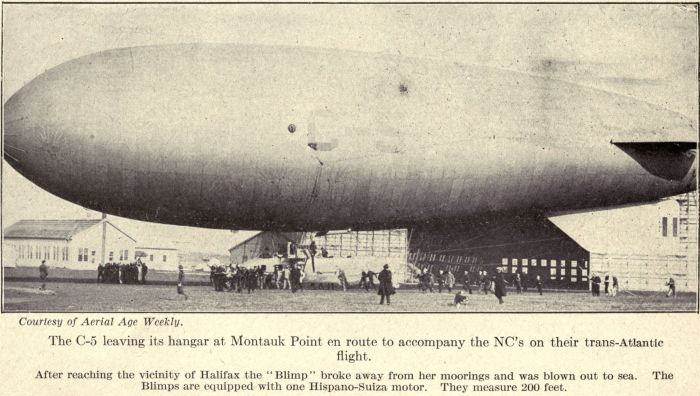 C-5
Courtesy of Aerial Age Weekly.
The C-5 leaving its hangar at Montauk Point en route to accompany the NC's on their trans-Atlantic
flight.
After reaching the vicinity of Halifax the "Blimp" broke away from her moorings and was blown out to sea. The
Blimps are equipped with one Hispano-Suiza motor. They measure 200 feet.